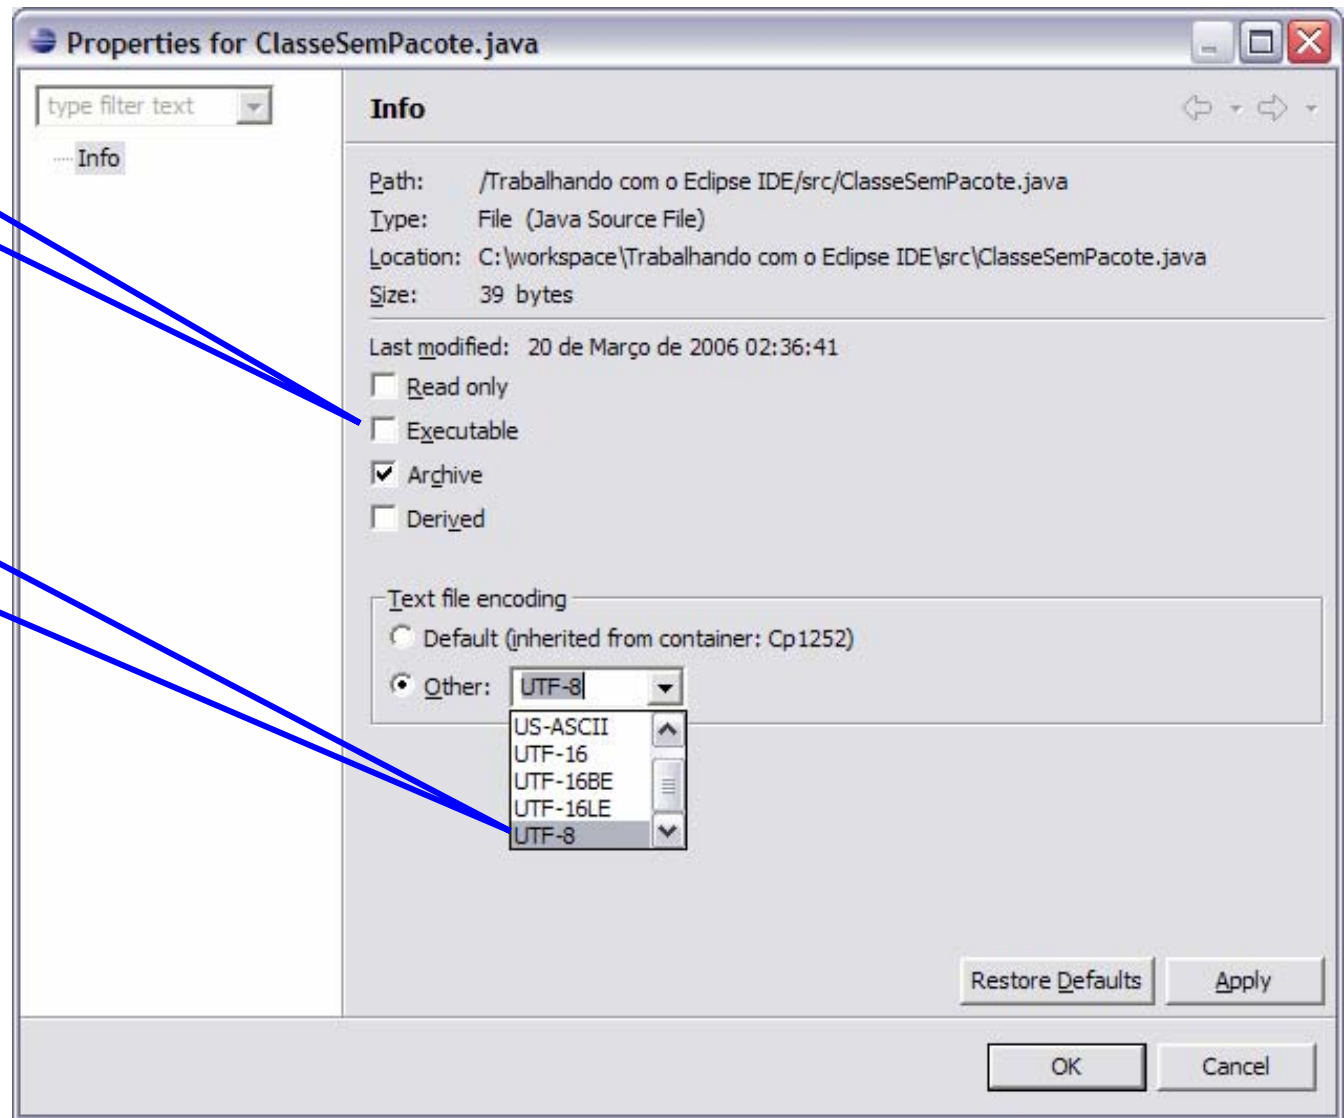 Properties for ClasseSemPacote.java
type filter text
Info
Info
Path: /Trabalhando com o Eclipse IDE/src/ClasseSemPacote.java
Type: File (Java Source File)
Location: C:\workspace\Trabalhando com o Eclipse IDE\src\ClasseSemPacote.java
Size: 39 bytes
Last modified: 20 de Março de 2006 02:36:41
Read only
Executable
Archive
Derived
Text file encoding
Default (inherited from container: Cp1252)
Other: UTF-8
US-ASCII
UTF-16
UTF-16BE
UTF-16LE
UTF-8
Restore Defaults Apply
OK Cancel